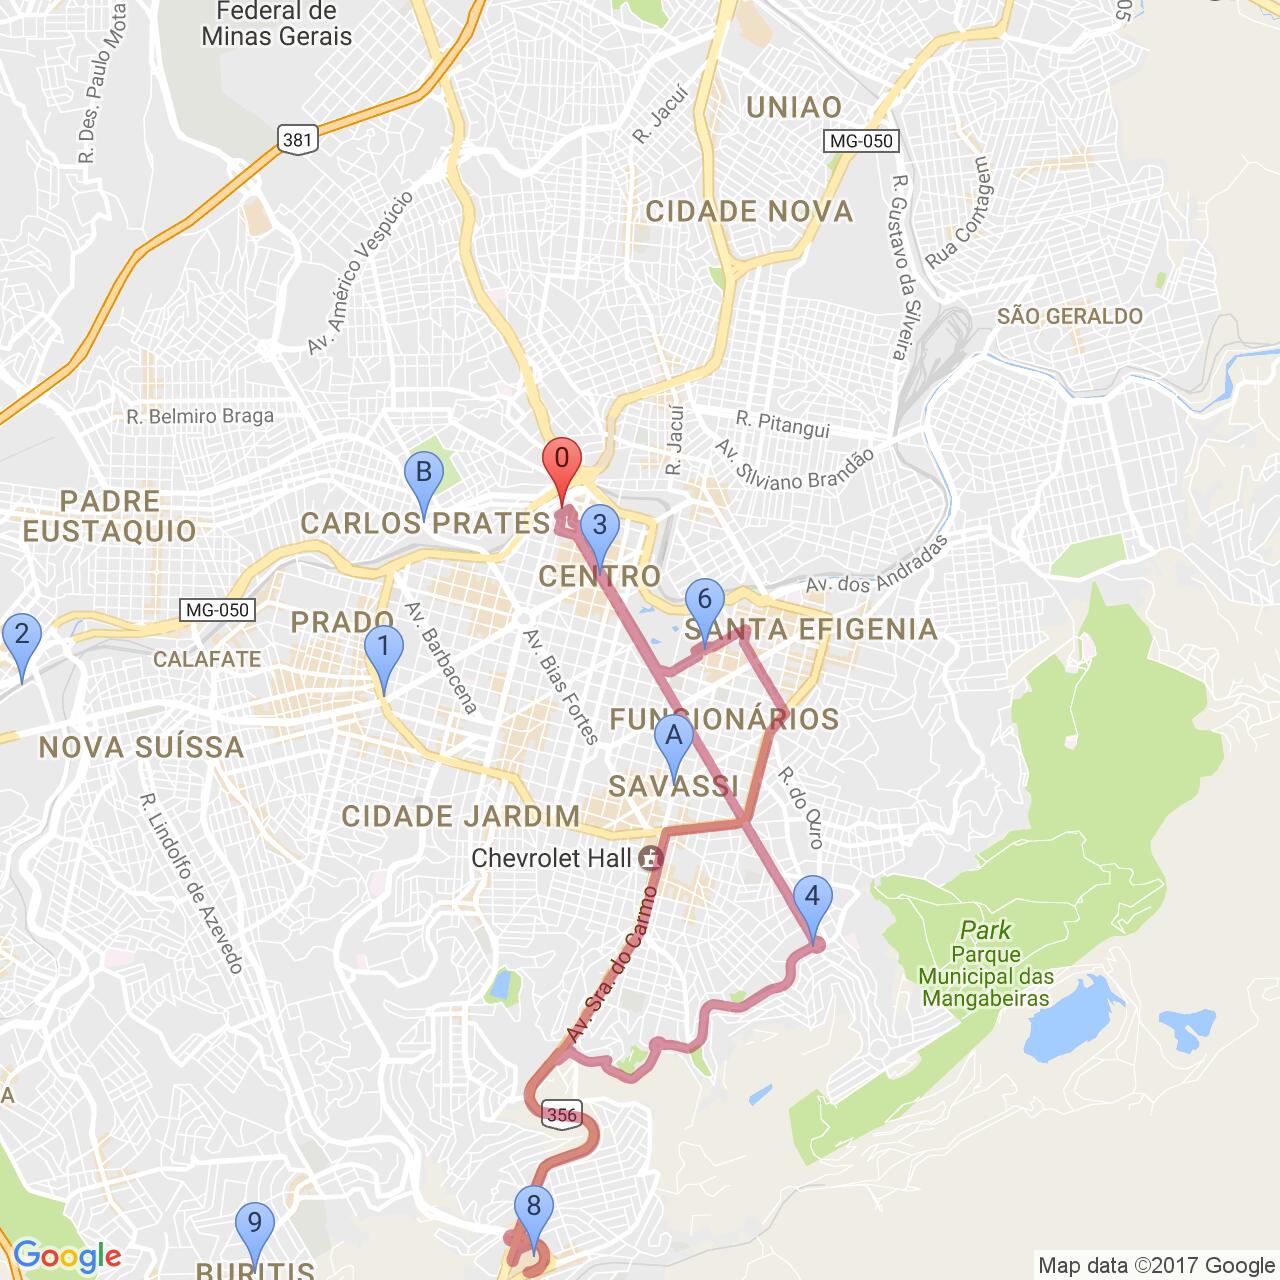 Federal de
Minas Gerais
R. Des. Paulo Mota
05
R. Jacuí
UNIAO
381
MG-050
R. Gustavo da Silveira
Rua Contagem
CIDADE NOVA
Av. Américo Vespúcio
SÃO GERALDO
R. Belmiro Braga
R. Jacuí
R. Pitangui
Av. Silviano Brandão
0
B
PADRE
EUSTAQUIO
CARLOS PRATES
3
CENTRO
Av. dos Andradas
MG-050
6
PRADO
Av. Barbacena
Av. Bias Fortes
SANTA EFIGENIA
2
1
CALAFATE
FUNCIONÁRIOS
A
NOVA SUÍSSA
SAVASSI
R. do Ouro
CIDADE JARDIM
R. Lindolfo de Azevedo
Chevrolet Hall
4
Av. Sra. do Carmo
Park
Parque
Municipal das
Mangabeiras
A
356
8
9
BURITIS
Google
Map data ©2017 Google